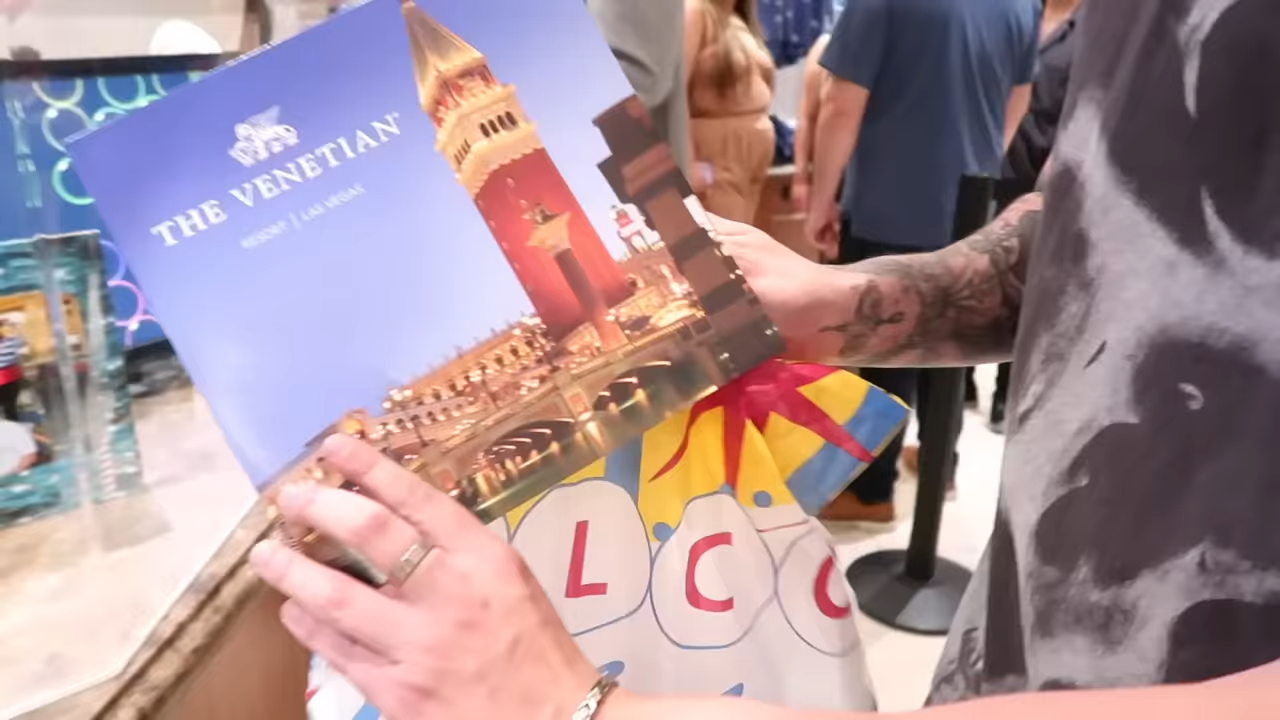 THE VENETIAN®
RESORT | LAS VEGAS
L C O